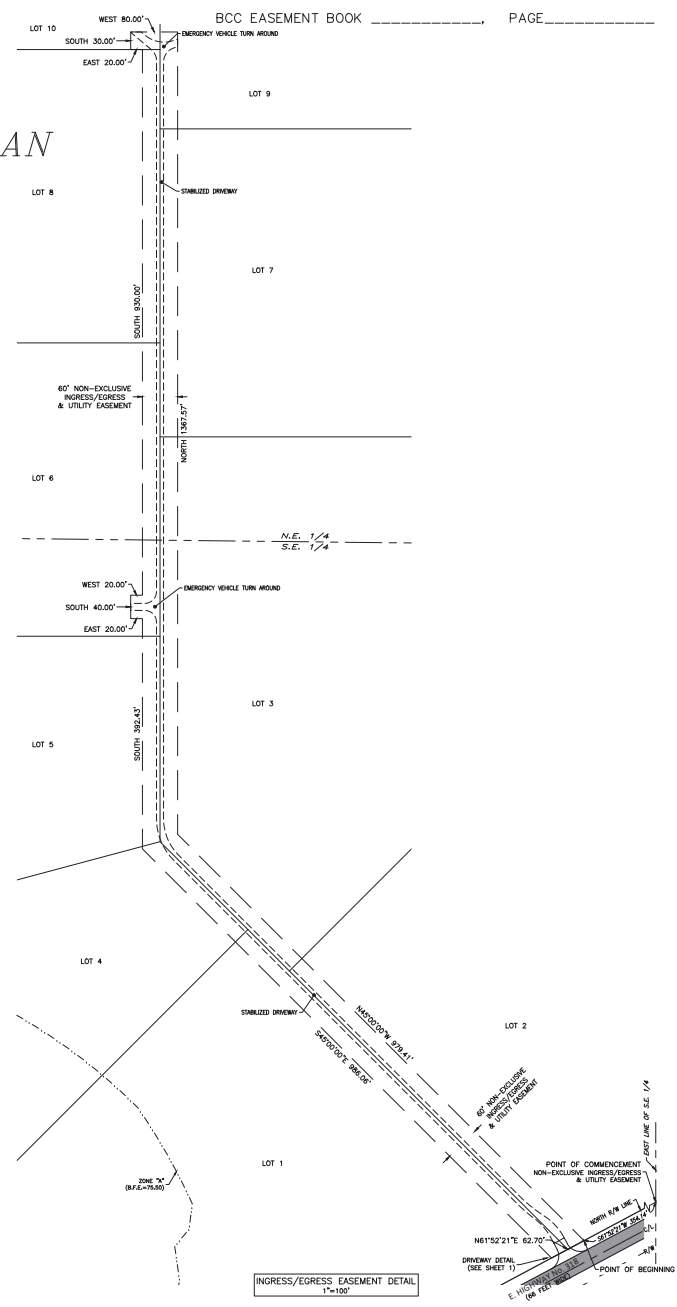 BCC EASEMENT BOOK ____________, PAGE____________
LOT 10
WEST 80.00'
SOUTH 30.00'
EAST 20.00'
EMERGENCY VEHICLE TURN AROUND
LOT 9
AN
LOT 8
STABILIZED DRIVEWAY
LOT 7
SOUTH 930.00'
60' NON-EXCLUSIVE
INGRESS/EGRESS
& UTILITY EASEMENT
NORTH 1367.57'
LOT 6
N.E. 1/4
S.E. 1/4
WEST 20.00'
SOUTH 40.00'
EAST 20.00'
EMERGENCY VEHICLE TURN AROUND
LOT 3
SOUTH 392.43'
LOT 5
LOT 4
STABILIZED DRIVEWAY
N45°00'00"W 979.41'
S45°00'00"E 986.06'
LOT 2
60' NON-EXCLUSIVE
INGRESS/EGRESS
& UTILITY EASEMENT
EAST LINE OF S.E. 1/4
LOT 1
ZONE "A"
(B.F.E.=75.50)
POINT OF COMMENCEMENT
NON-EXCLUSIVE INGRESS/EGRESS
& UTILITY EASEMENT
NORTH R/W LINE
S61°52'21"W 354.14'
C/L
R/W
N61°52'21"E 62.70'
DRIVEWAY DETAIL
(SEE SHEET 1)
POINT OF BEGINNING
E. HIGHWAY No. 318
(66 FEET WIDE)
INGRESS/EGRESS EASEMENT DETAIL
1"=100'